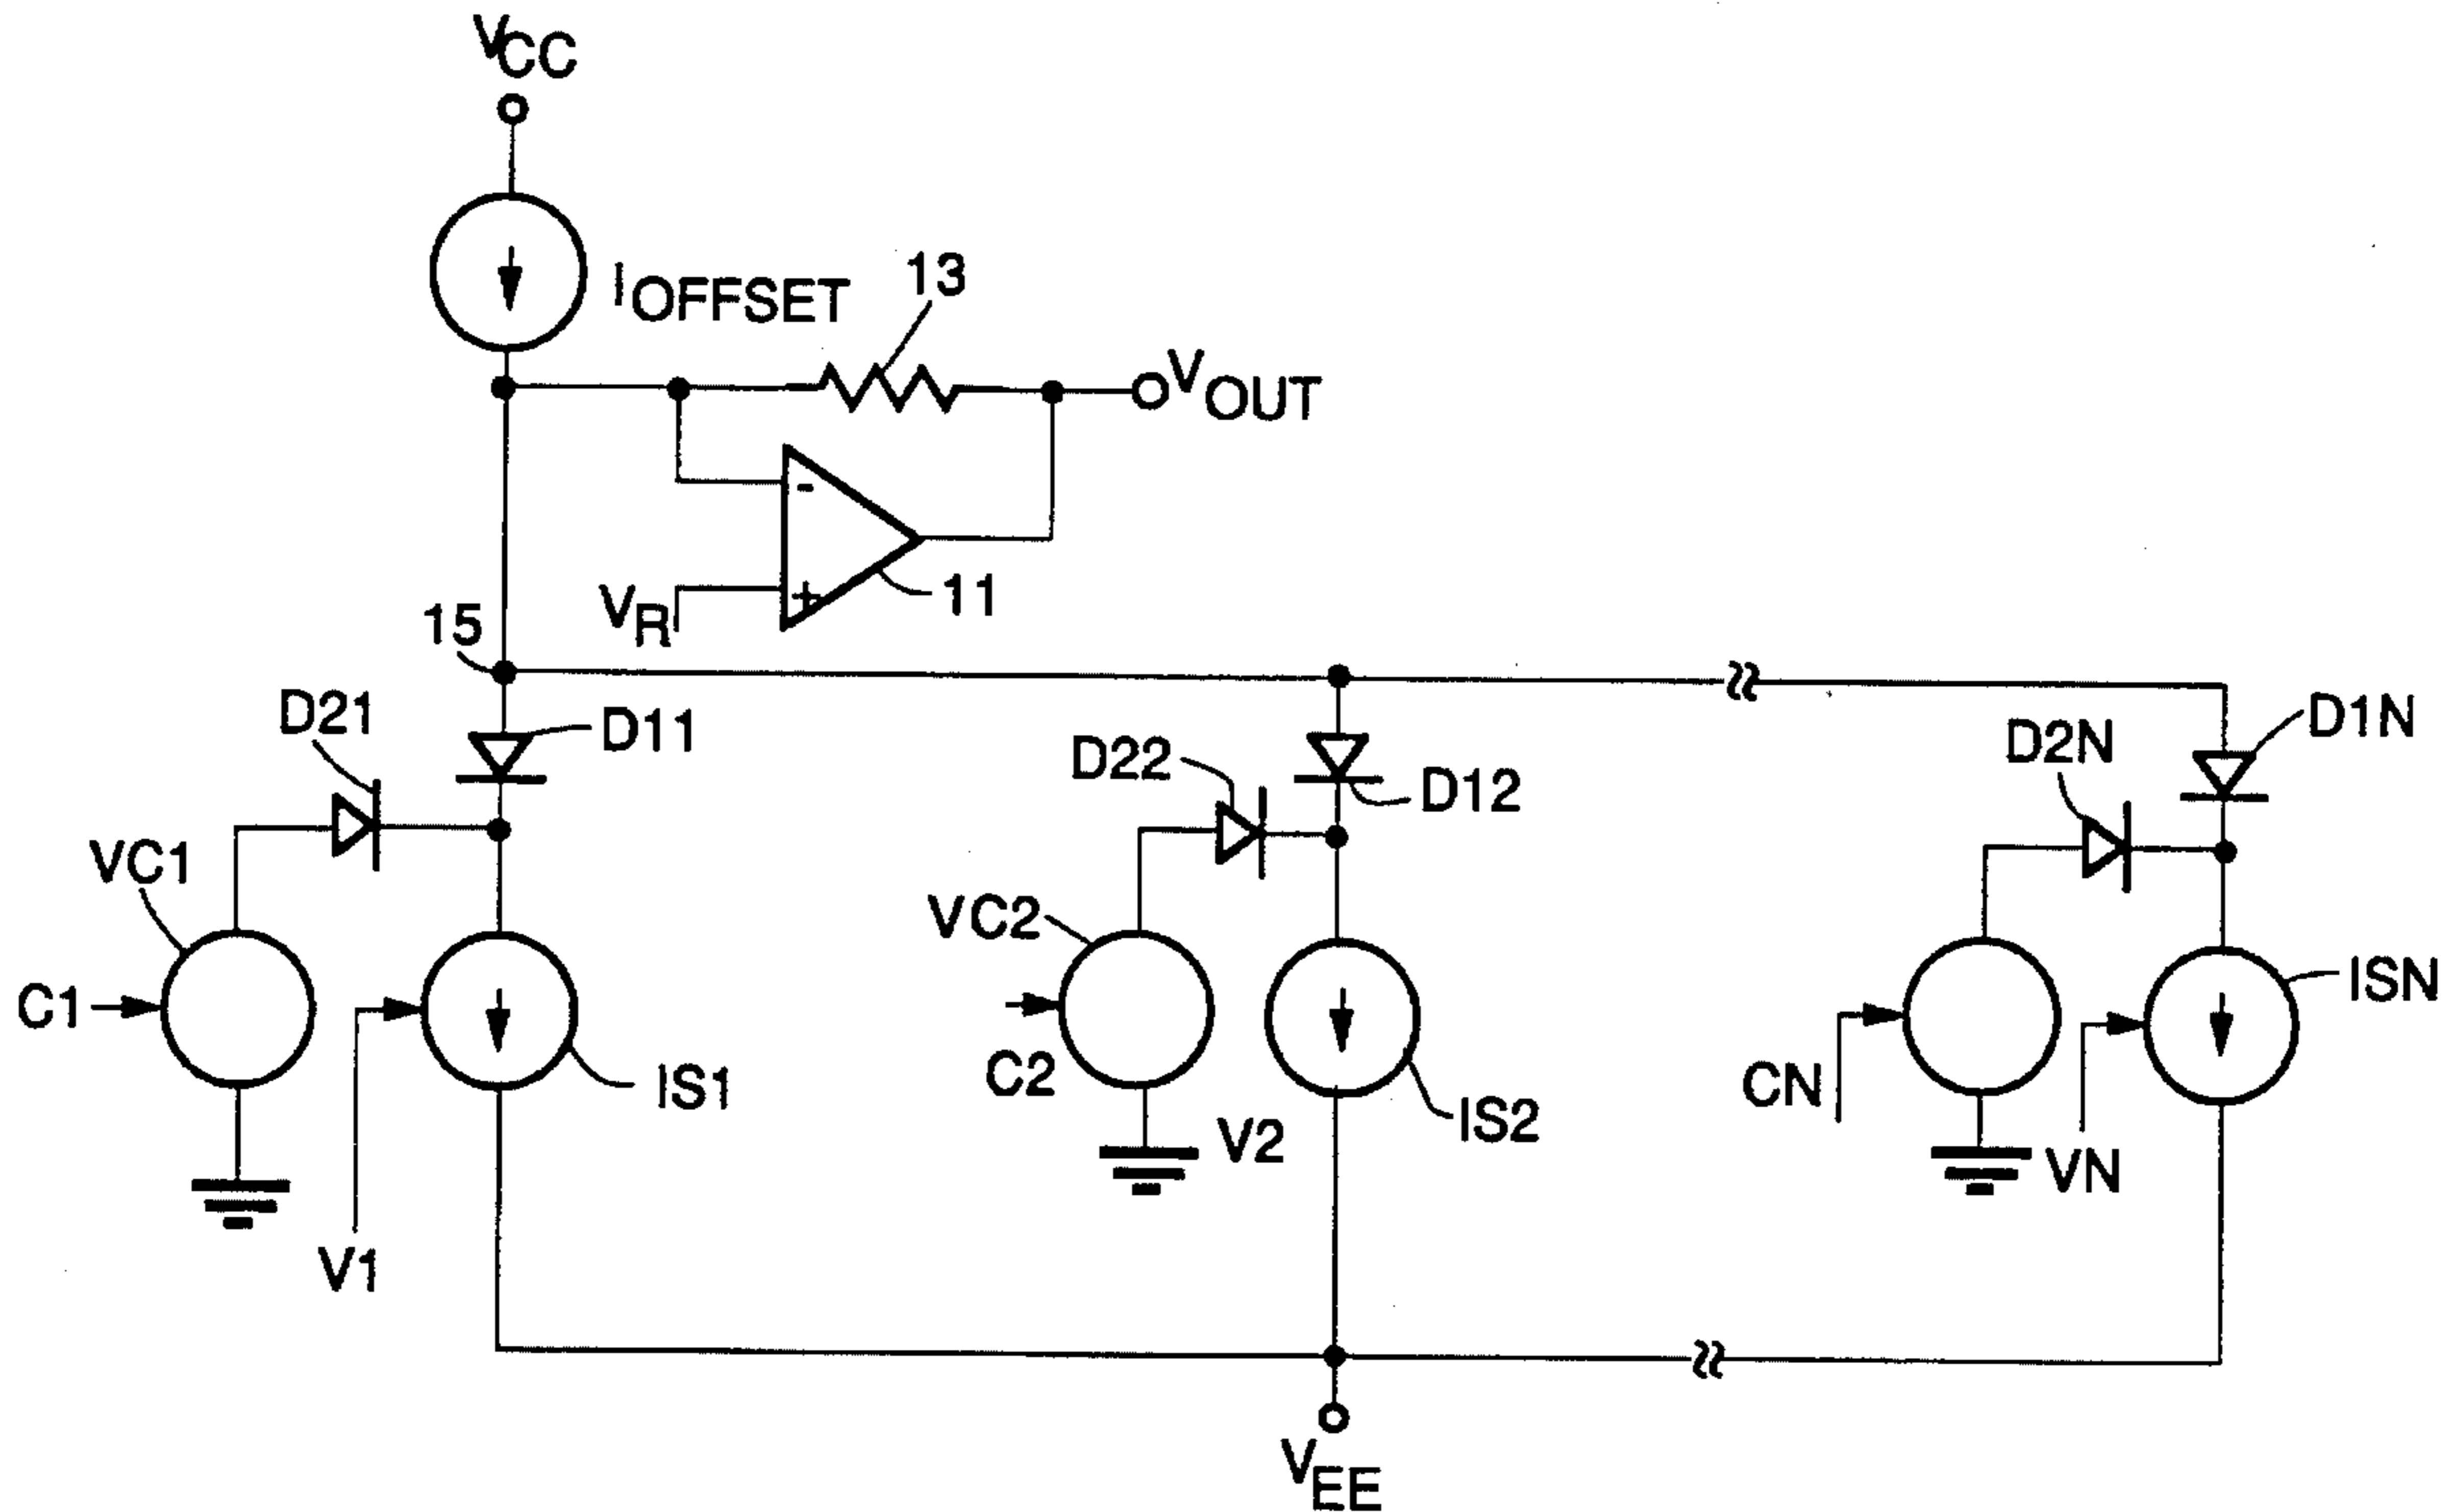 VCC
IOFFSET
13
VOUT
-
+
VR
11
15
D21
D11
D22
D12
D2N
D1N
VC1
VC2
C1
IS1
C2
V2
IS2
CN
VN
ISN
V1
VEE